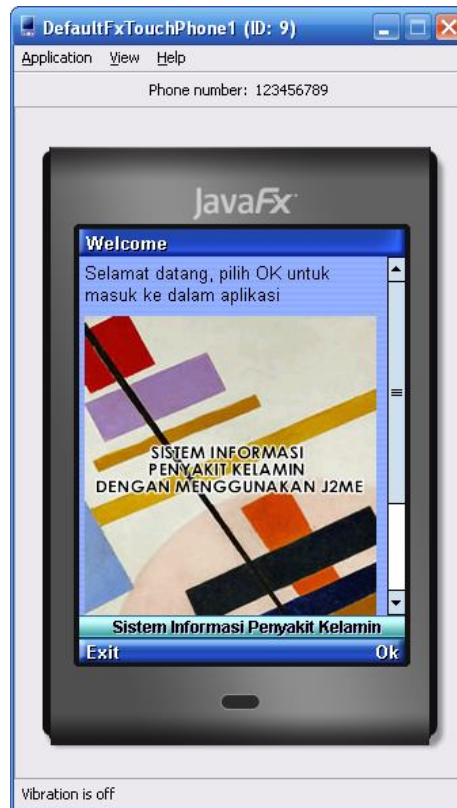 DefaultFxTouchPhone1 (ID: 9)
Application View Help
Phone number: 123456789
JavaFx
Welcome
Selamat datang, pilih OK untuk
masuk ke dalam aplikasi
SISTEM INFORMASI
PENYAKIT KELAMIN
DENGAN MENGGUNAKAN J2ME
Sistem Informasi Penyakit Kelamin
Exit Ok
Vibration is off